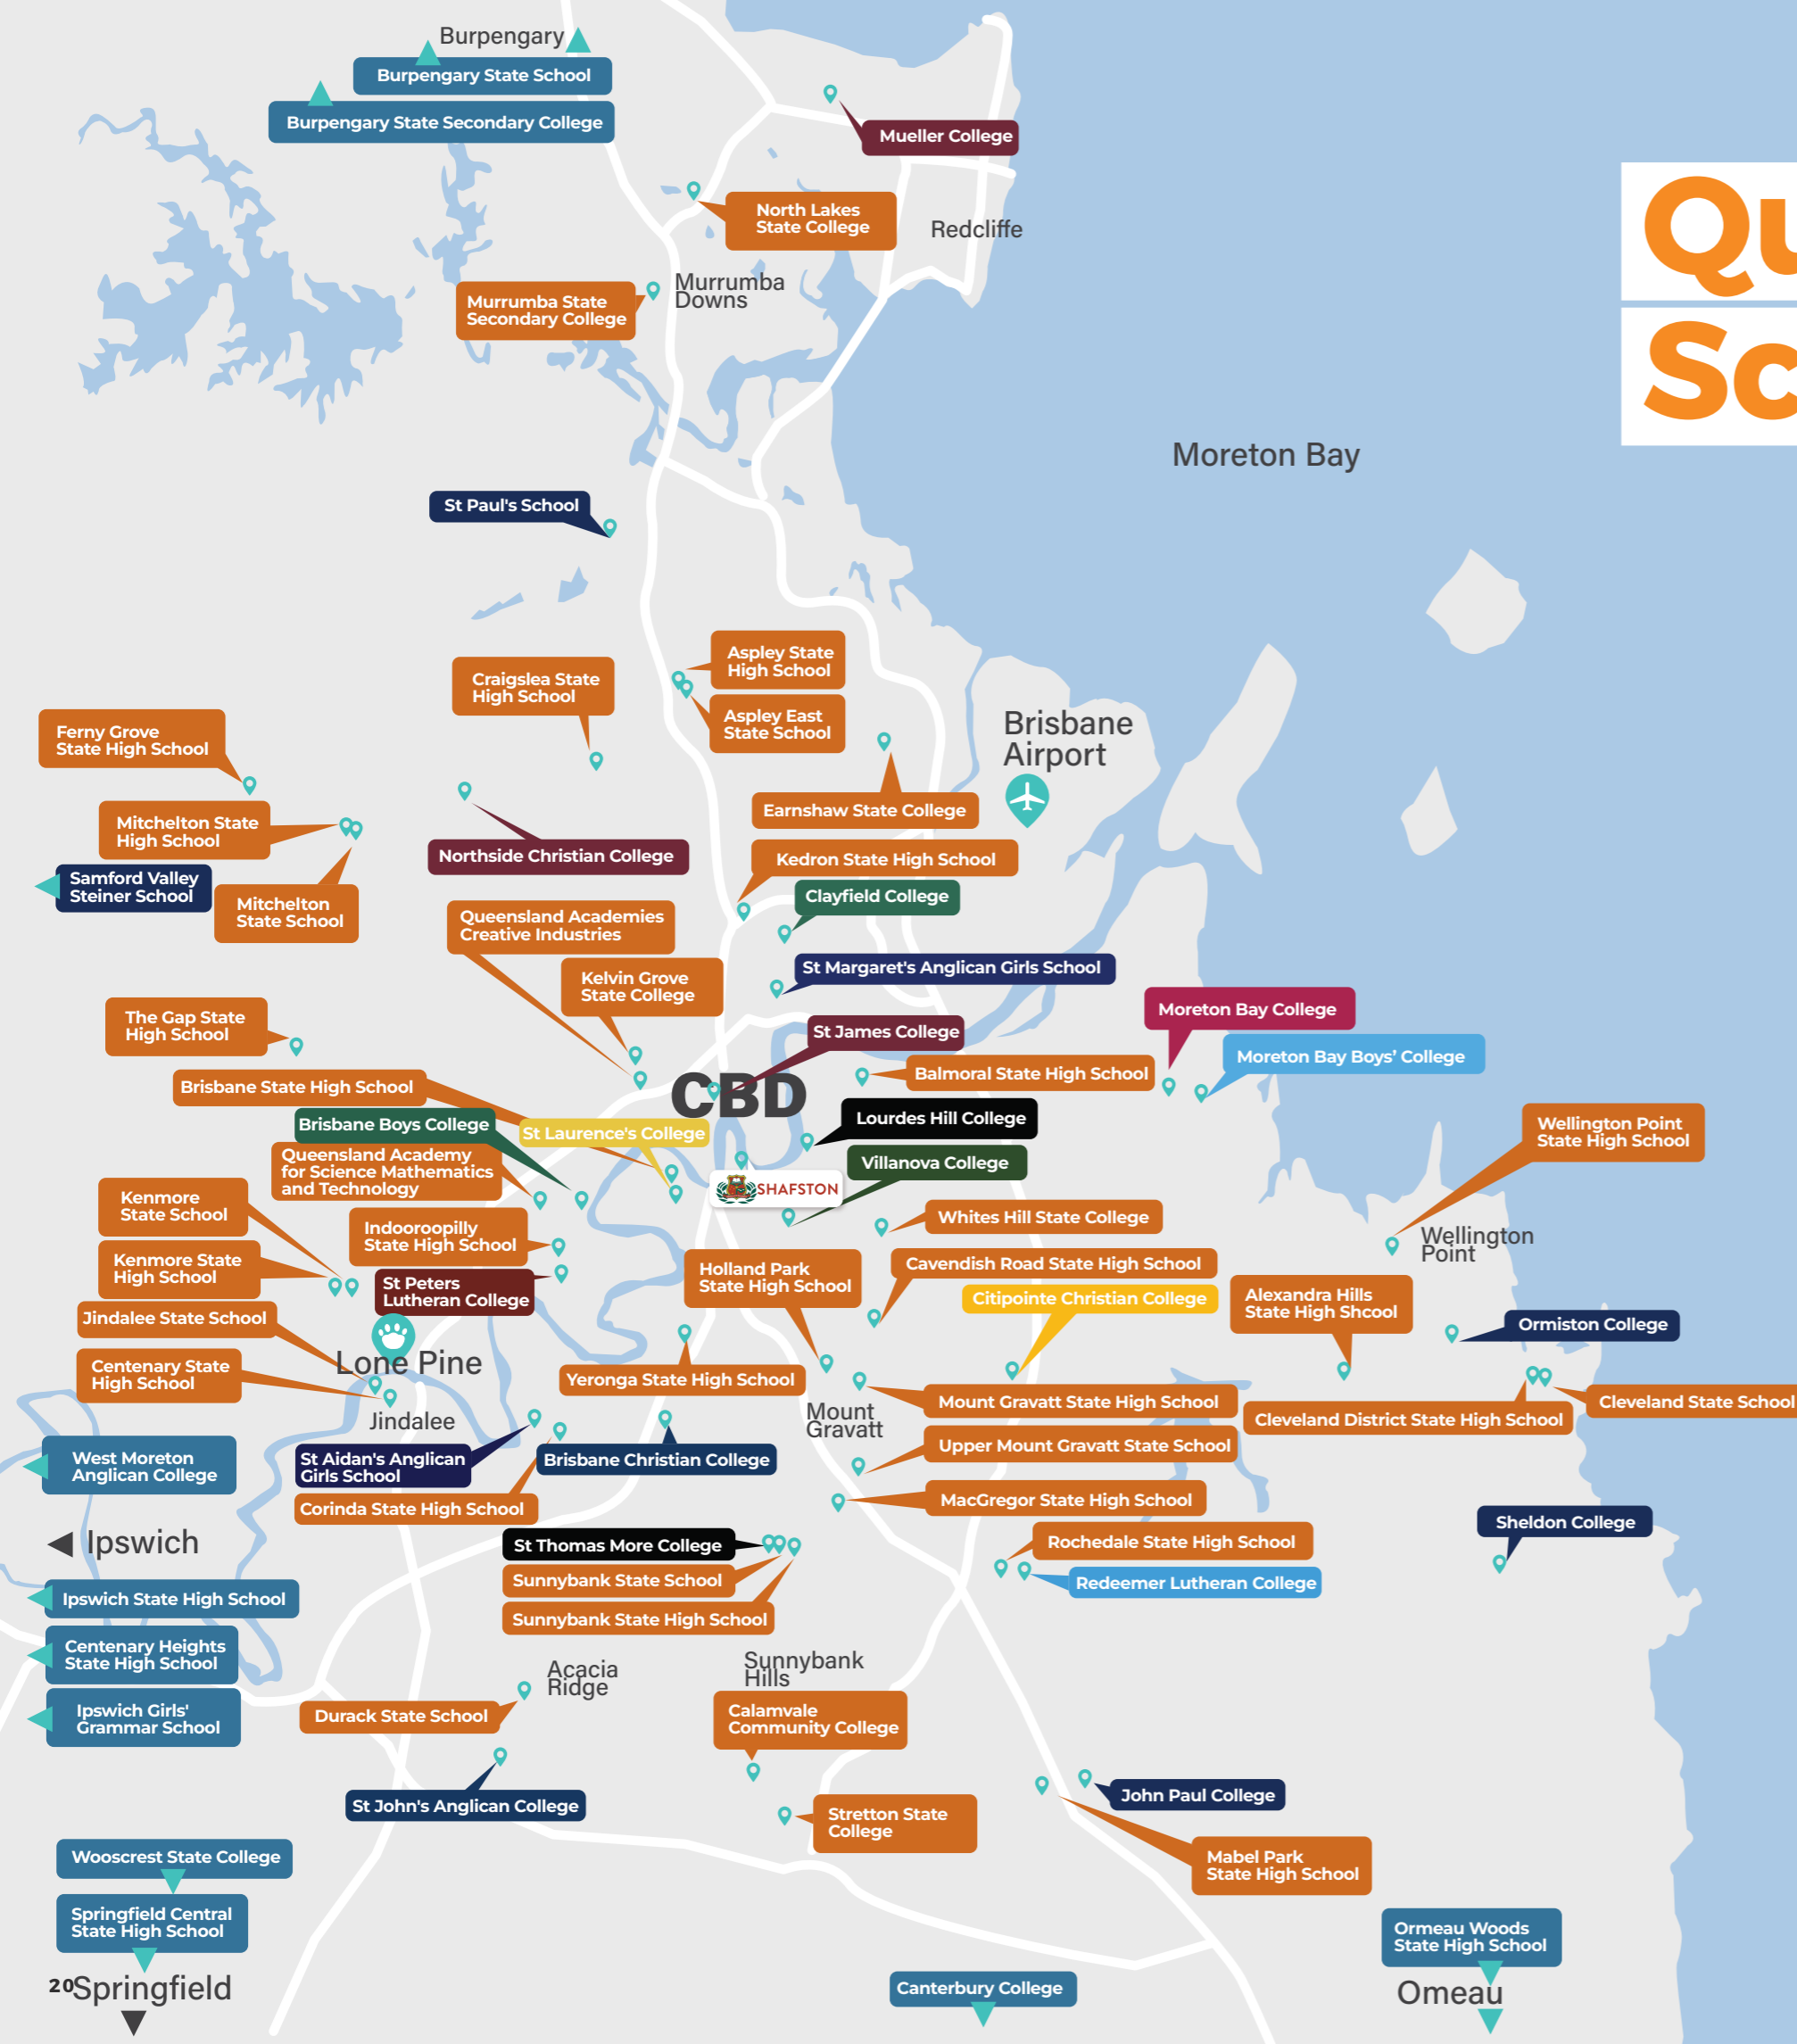 Burpengary
Burpengary State School
Burpengary State Secondary College
Mueller College
North Lakes
State College
Redcliffe
Qu
Sc
Murrumba
Downs
Murrumba State
Secondary College
Moreton Bay
St Paul's School
Aspley State
High School
Craigslea State
High School
Aspley East
State School
Brisbane
Airport
Ferny Grove
State High School
Earnshaw State College
Mitchelton State
High School
Northside Christian College
Kedron State High School
Samford Valley
Steiner School
Mitchelton
State School
Clayfield College
Queensland Academies
Creative Industries
Kelvin Grove
State College
St Margaret's Anglican Girls School
The Gap State
High School
St James College
Moreton Bay College
Moreton Bay Boys’ College
Brisbane State High School
CBD
Balmoral State High School
Brisbane Boys College
St Laurence's College
Lourdes Hill College
Wellington Point
State High School
Queensland Academy
for Science Mathematics
and Technology
Villanova College
SHAFSTON
Kenmore
State School
Indooroopilly
State High School
Whites Hill State College
Wellington
Point
Kenmore State
High School
St Peters
Lutheran College
Holland Park
State High School
Cavendish Road State High School
Citipointe Christian College
Alexandra Hills
State High Shcool
Jindalee State School
Ormiston College
Lone Pine
Centenary State
High School
Yeronga State High School
Mount Gravatt State High School
Cleveland State School
Jindalee
Mount
Gravatt
Cleveland District State High School
Upper Mount Gravatt State School
West Moreton
Anglican College
St Aidan's Anglican
Girls School
Brisbane Christian College
Corinda State High School
MacGregor State High School
Sheldon College
Ipswich
St Thomas More College
Rochedale State High School
Sunnybank State School
Redeemer Lutheran College
Ipswich State High School
Sunnybank State High School
Centenary Heights
State High School
Acacia
Ridge
Sunnybank
Hills
Ipswich Girls'
Grammar School
Durack State School
Calamvale
Community College
St John's Anglican College
John Paul College
Stretton State
College
Mabel Park
State High School
Wooscrest State College
Springfield Central
State High School
Ormeau Woods
State High School
20
Springfield
Canterbury College
Omeau